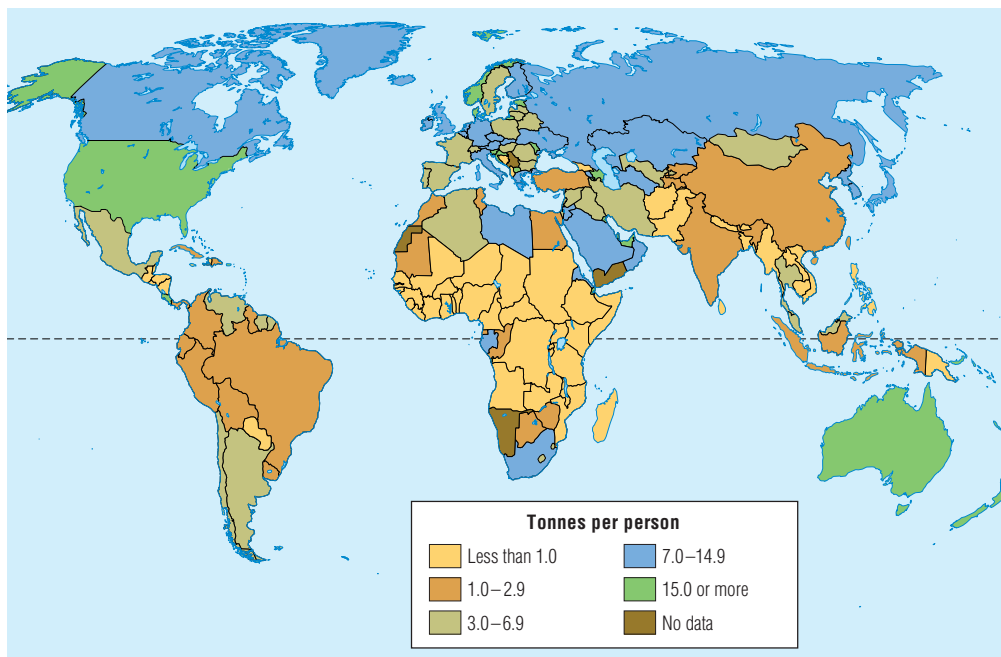 Tonnes per person
Less than 1.0
1.0–2.9
3.0–6.9
7.0–14.9
15.0 or more
No data